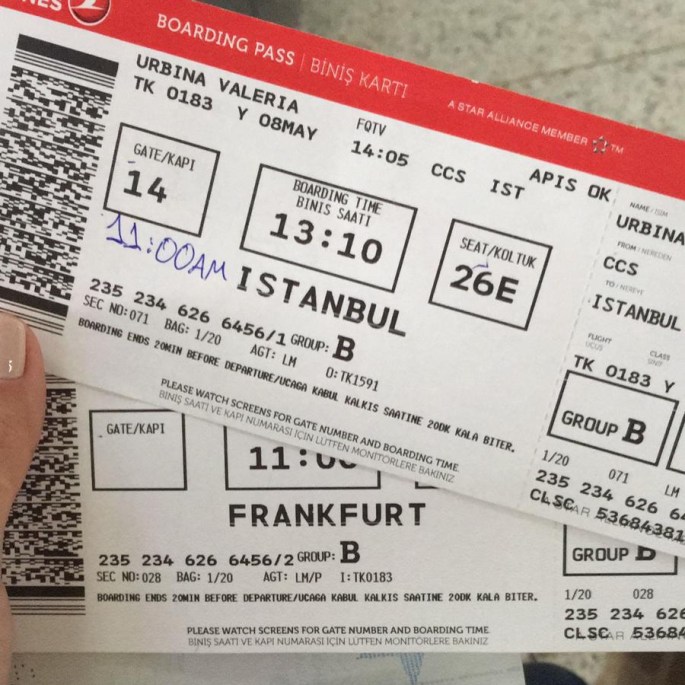 BOARDING PASS | BİNİŞ KARTI
A STAR ALLIANCE MEMBER TM
URBINA VALERIA
TK 0183 Y 08MAY
FQTV
14:05 CCS IST APIS OK
GATE/KAPI
14
BOARDING TIME
BINIS SAATI
13:10
SEAT/KOLTUK
26E
11:00AM
ISTANBUL
235 234 626 6456/1 GROUP: B
SEC NO:071 BAG: 1/20 AGT: LM O:TK1591
BOARDING ENDS 20MIN BEFORE DEPARTURE/UCAGA KABUL KALKIS SAATINE 20DK KALA BITER.
PLEASE WATCH SCREENS FOR GATE NUMBER AND BOARDING TIME
BİNİŞ SAATİ VE KAPI NUMARASI İÇİN LÜTFEN MONİTÖRLERE BAKINIZ
NAME / İSİM
URBINA
FROM / NEREDEN
CCS
TO / NEREYE
ISTANBUL
FLIGHT CLASS
TK 0183 Y
GROUP B
1/20 071 LM
235 234 626
CLSC 53684381
GATE/KAPI
FRANKFURT
235 234 626 6456/2 GROUP: B
SEC NO:028 BAG: 1/20 AGT: LM/P I:TK0183
BOARDING ENDS 20MIN BEFORE DEPARTURE/UCAGA KABUL KALKIS SAATINE 20DK KALA BITER.
PLEASE WATCH SCREENS FOR GATE NUMBER AND BOARDING TIME
BİNİŞ SAATİ VE KAPI NUMARASI İÇİN LÜTFEN MONİTÖRLERE BAKINIZ
GROUP B
1/20 028
235 234 626
CLSC 53684